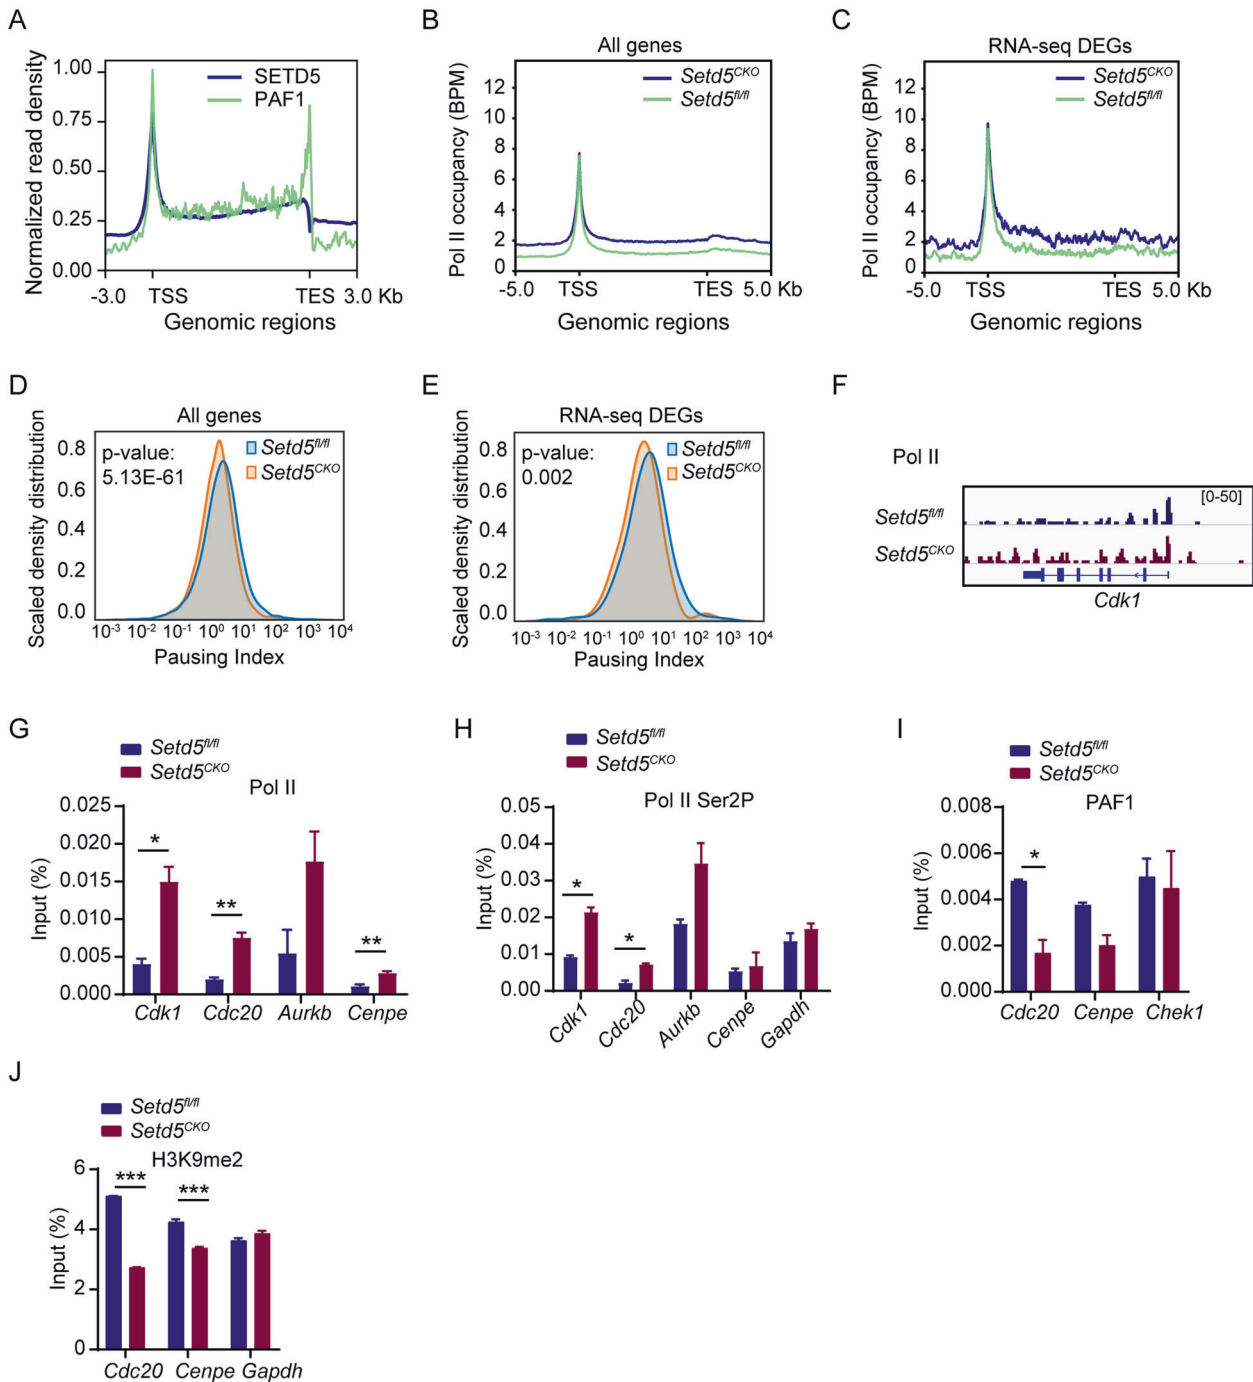 A
Normalized read density
1.00
0.75
0.50
0.25
0.00
SETD5
PAF1
-3.0 TSS TES 3.0 Kb
Genomic regions
B
All genes
Pol II occupancy (BPM)
12
10
8
6
4
2
0
Setd5CKO
Setd5fl/fl
-5.0 TSS TES 5.0 Kb
Genomic regions
C
RNA-seq DEGs
Pol II occupancy (BPM)
12
10
8
6
4
2
0
Setd5CKO
Setd5fl/fl
-5.0 TSS TES 5.0 Kb
Genomic regions
D
All genes
Scaled density distribution
0.8
0.6
0.4
0.2
0.0
p-value:
5.13E-61
Setd5fl/fl
Setd5CKO
10-3 10-2 10-1 100 101 102 103 104
Pausing Index
E
RNA-seq DEGs
Scaled density distribution
0.8
0.6
0.4
0.2
0.0
p-value:
0.002
Setd5fl/fl
Setd5CKO
10-3 10-2 10-1 100 101 102 103 104
Pausing Index
F
Pol II
[0-50]
Setd5fl/fl
Setd5CKO
Cdk1
G
Setd5fl/fl
Setd5CKO
Pol II
Input (%)
0.025
0.020
0.015
0.010
0.005
0.000
*
**
**
Cdk1 Cdc20 Aurkb Cenpe
H
Setd5fl/fl
Setd5CKO
Pol II Ser2P
Input (%)
0.05
0.04
0.03
0.02
0.01
0.00
*
*
Cdk1 Cdc20 Aurkb Cenpe Gapdh
I
Setd5fl/fl
Setd5CKO
PAF1
Input (%)
0.008
0.006
0.004
0.002
0.000
*
Cdc20 Cenpe Chek1
J
Setd5fl/fl
Setd5CKO
H3K9me2
Input (%)
6
4
2
0
***
***
Cdc20 Cenpe Gapdh